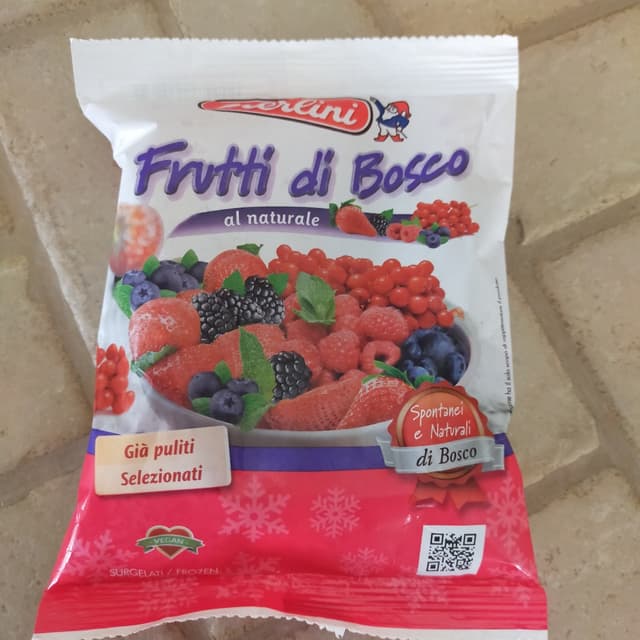 Zerlini
Frutti di Bosco
al naturale
Spontanei
e Naturali
di Bosco
Già puliti
Selezionati
VEGAN
SURGELATI / FROZEN